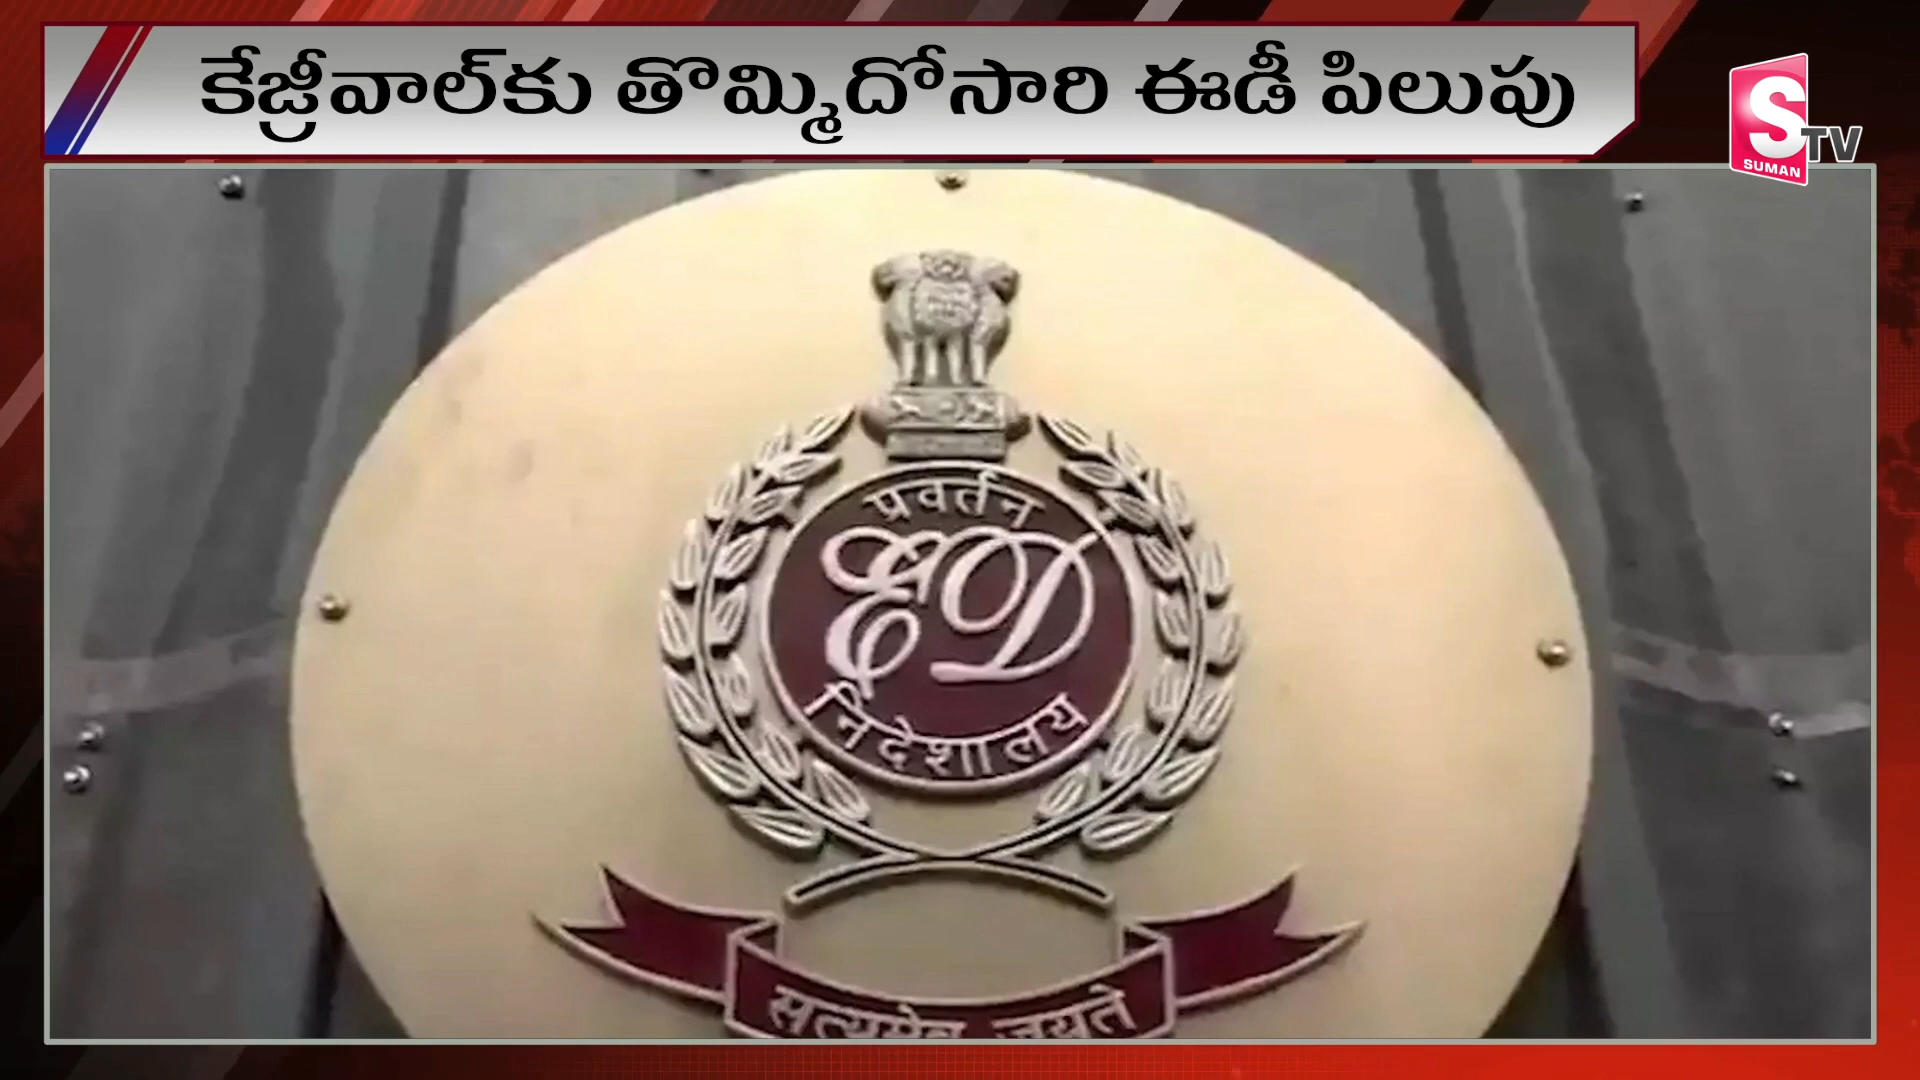 కేజ్రీవాల్‌కు తొమ్మిదోసారి ఈడీ పిలుపు
S TV
SUMAN
प्रवर्तन
ED
निदेशालय
सत्यमेव जयते